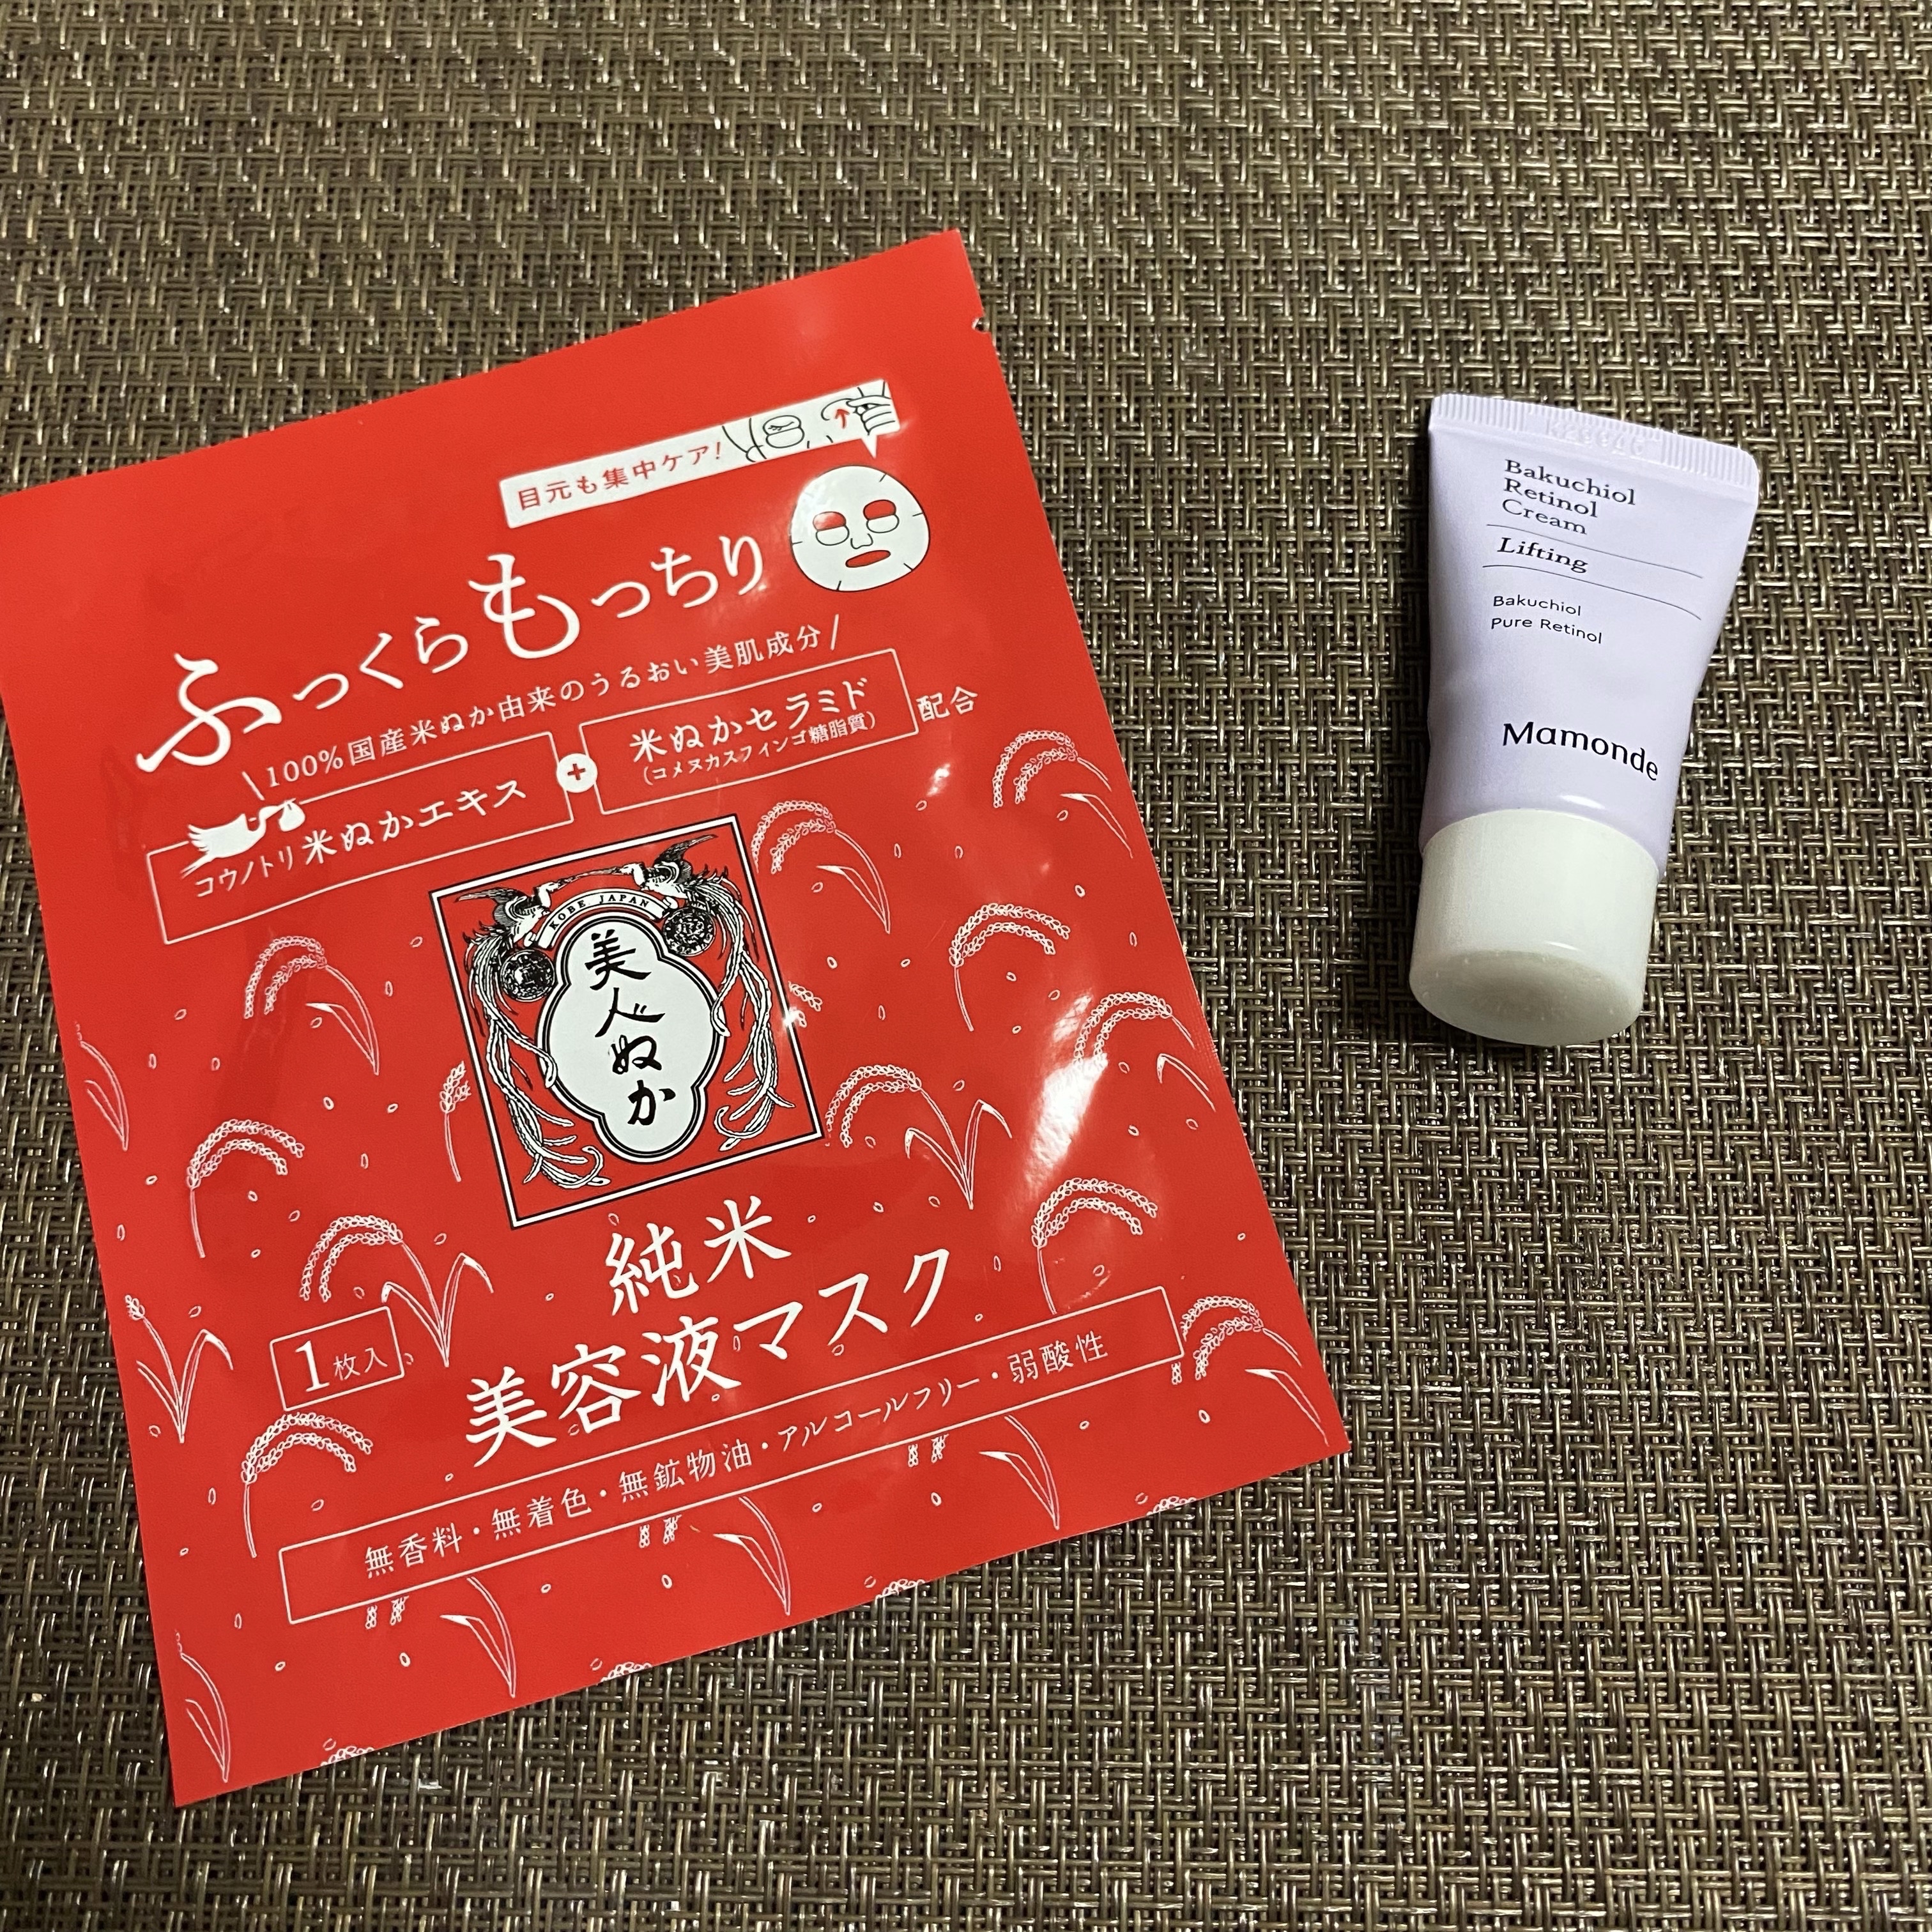 目元も集中ケア!
ふっくらもっちり
\100%国産米ぬか由来のうるおい美肌成分/
コウノトリ米ぬかエキス
+
米ぬかセラミド
(コメヌカスフィンゴ糖脂質)
配合
KOBE JAPAN
美人ぬか
純米
美容液マスク
1枚入
無香料・無着色・無鉱物油・アルコールフリー・弱酸性
Bakuchiol
Retinol
Cream
Lifting
Bakuchiol
Pure Retinol
Mamonde